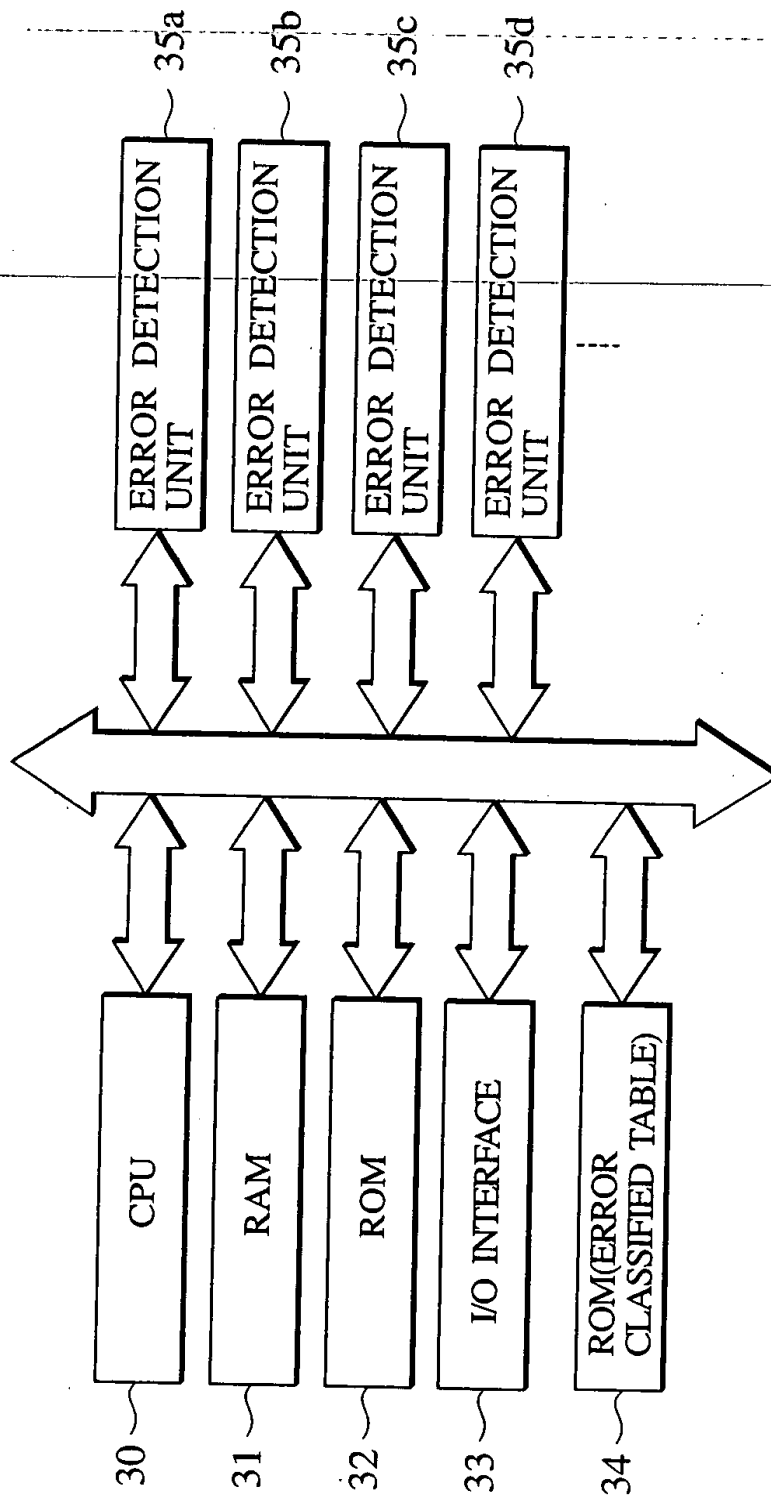 30
CPU
31
RAM
32
ROM
33
I/O INTERFACE
34
ROM(ERROR
CLASSIFIED TABLE)
ERROR DETECTION
UNIT
35a
ERROR DETECTION
UNIT
35b
ERROR DETECTION
UNIT
35c
ERROR DETECTION
UNIT
35d